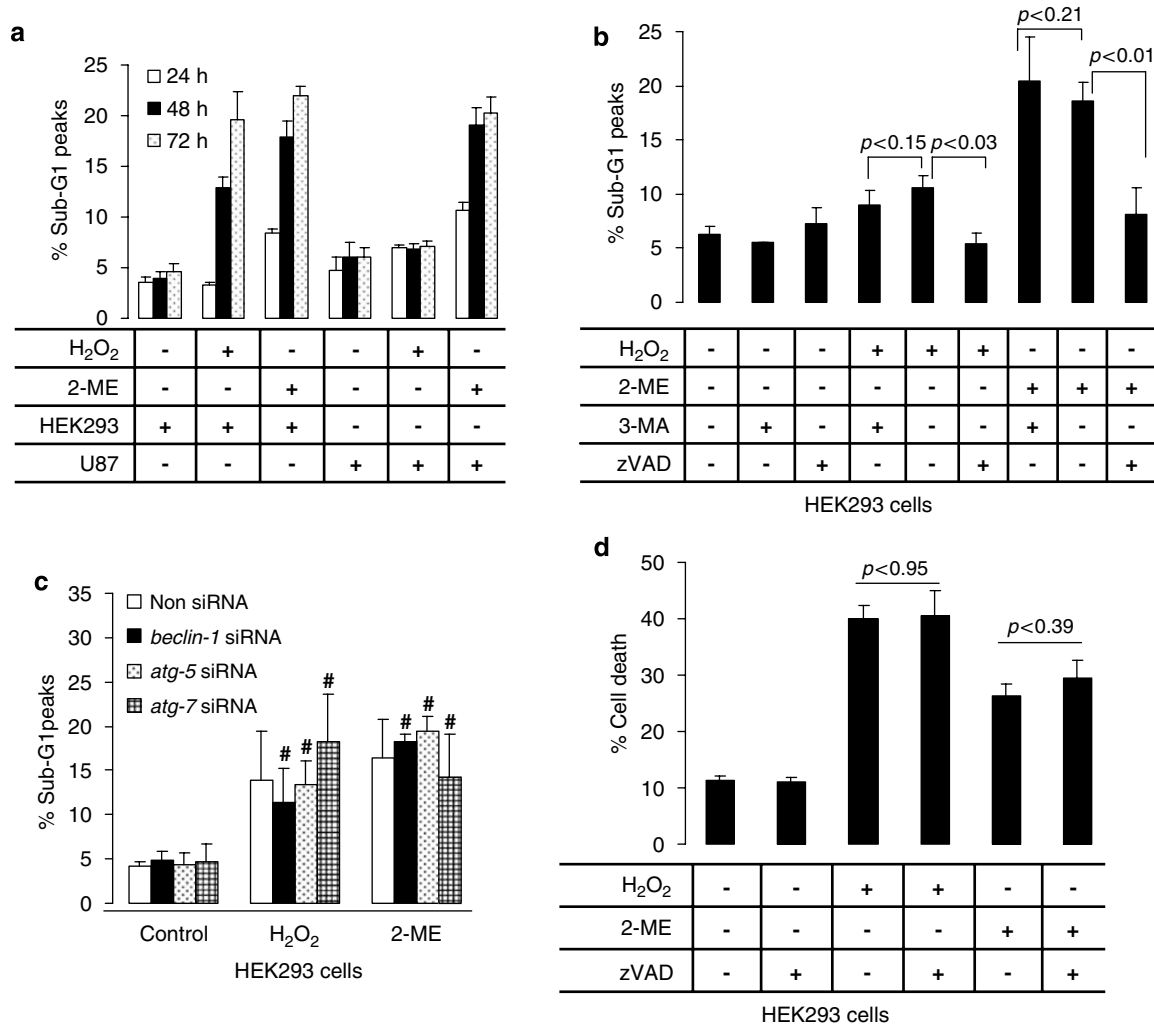 a
% Sub-G1 peaks
25
20
15
10
5
0
24 h
48 h
72 h
H2O2 - + - - + -
2-ME - - + - - +
HEK293 + + + - - -
U87 - - - + + +
b
% Sub-G1 peaks
25
20
15
10
5
0
p<0.15
p<0.03
p<0.21
p<0.01
H2O2 - - - + + + - - -
2-ME - - - - - - + + +
3-MA - + - + - - + - -
zVAD - - + - - + - - +
HEK293 cells
c
% Sub-G1peaks
35
30
25
20
15
10
5
0
Non siRNA
beclin-1 siRNA
atg-5 siRNA
atg-7 siRNA
# # # # # #
Control H2O2 2-ME
HEK293 cells
d
% Cell death
50
40
30
20
10
0
p<0.95
p<0.39
H2O2 - - + + - -
2-ME - - - - + +
zVAD - + - + - +
HEK293 cells